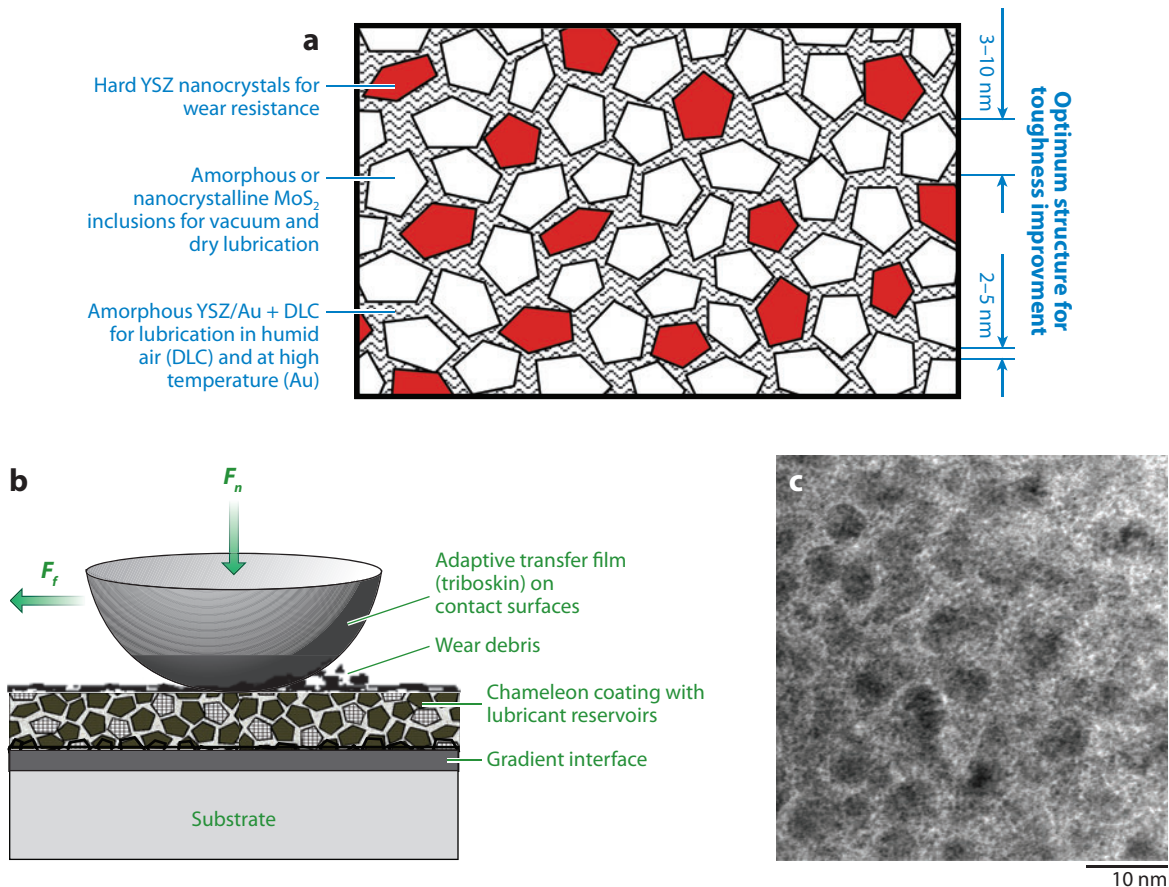 a
Hard YSZ nanocrystals for
wear resistance
Amorphous or
nanocrystalline MoS₂
inclusions for vacuum and
dry lubrication
Amorphous YSZ/Au + DLC
for lubrication in humid
air (DLC) and at high
temperature (Au)
3–10 nm
2–5 nm
Optimum structure for
toughness improvment
b
Fₙ
F_f
Adaptive transfer film
(triboskin) on
contact surfaces
Wear debris
Chameleon coating with
lubricant reservoirs
Gradient interface
Substrate
c
10 nm